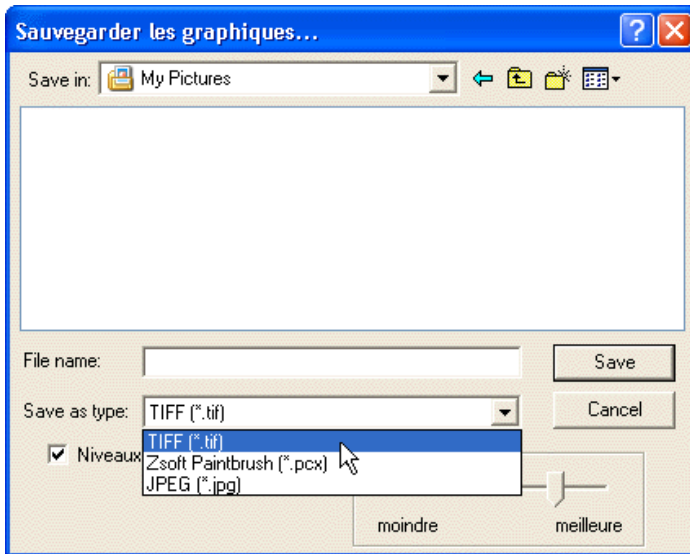 Sauvegarder les graphiques...
Save in: My Pictures
File name:
Save
Save as type: TIFF (*.tif)
Cancel
TIFF (*.tif)
Niveaux
Zsoft Paintbrush (*.pcx)
JPEG (*.jpg)
moindre meilleure